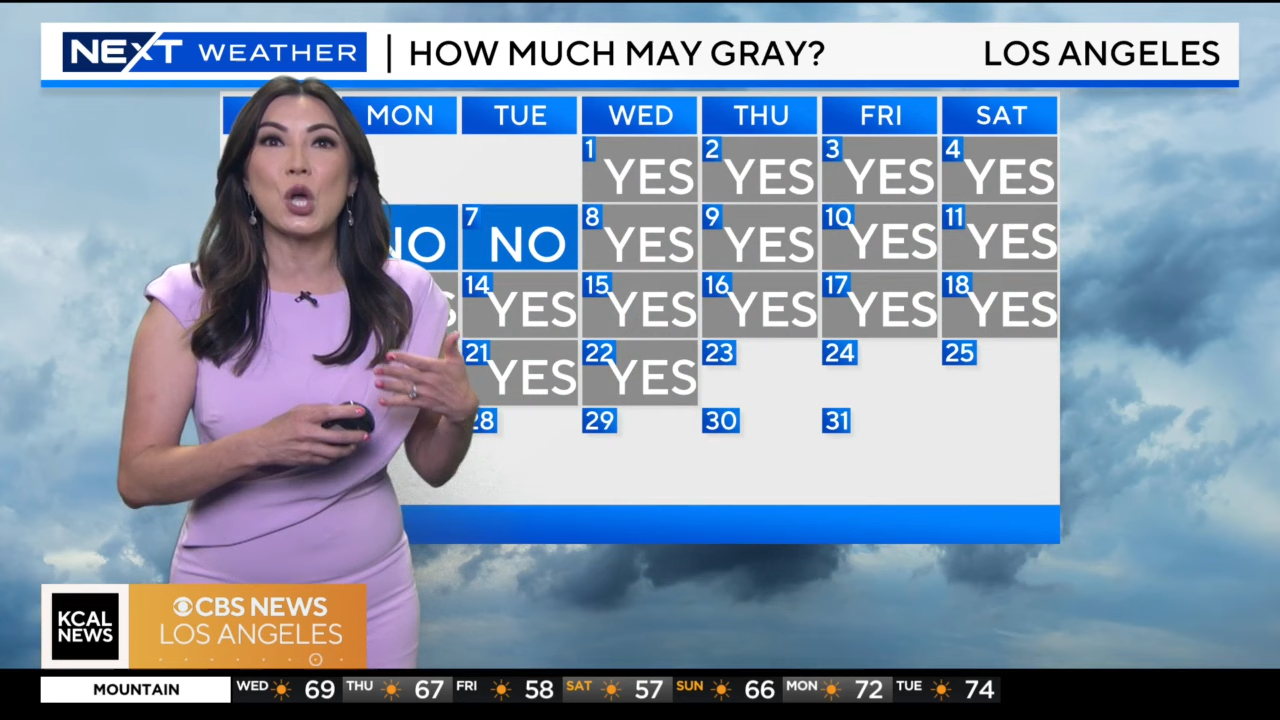 NEXT WEATHER | HOW MUCH MAY GRAY? LOS ANGELES
MON TUE WED THU FRI SAT
1 YES 2 YES 3 YES 4 YES
NO 7 NO 8 YES 9 YES 10 YES 11 YES
14 YES 15 YES 16 YES 17 YES 18 YES
21 YES 22 YES 23 24 25
28 29 30 31
KCAL NEWS
CBS NEWS
LOS ANGELES
MOUNTAIN WED 69 THU 67 FRI 58 SAT 57 SUN 66 MON 72 TUE 74